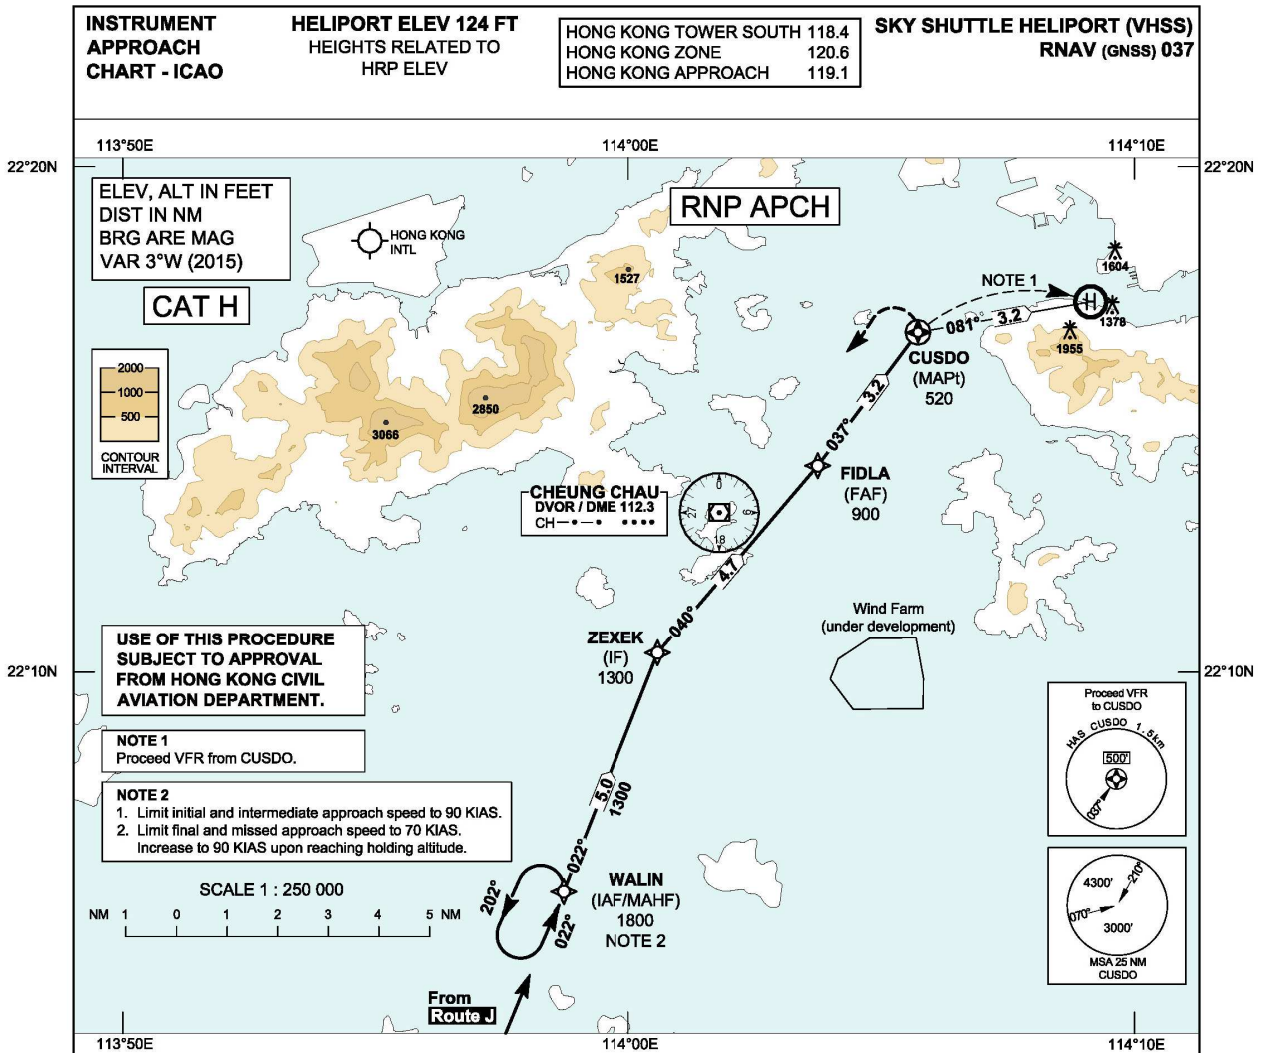 INSTRUMENT
APPROACH
CHART - ICAO
HELIPORT ELEV 124 FT
HEIGHTS RELATED TO
HRP ELEV
HONG KONG TOWER SOUTH 118.4
HONG KONG ZONE 120.6
HONG KONG APPROACH 119.1
SKY SHUTTLE HELIPORT (VHSS)
RNAV (GNSS) 037
113°50E
114°00E
114°10E
22°20N
22°20N
ELEV, ALT IN FEET
DIST IN NM
BRG ARE MAG
VAR 3°W (2015)
HONG KONG
INTL
RNP APCH
CAT H
1527
1604
NOTE 1
H
1378
081°
3.2
1955
CUSDO
(MAPt)
520
2000
1000
500
CONTOUR
INTERVAL
2850
3066
3.2
037°
FIDLA
(FAF)
900
CHEUNG CHAU
DVOR / DME 112.3
CH
0
9
18
27
4.7
040°
Wind Farm
(under development)
ZEXEK
(IF)
1300
22°10N
22°10N
USE OF THIS PROCEDURE
SUBJECT TO APPROVAL
FROM HONG KONG CIVIL
AVIATION DEPARTMENT.
NOTE 1
Proceed VFR from CUSDO.
NOTE 2
1. Limit initial and intermediate approach speed to 90 KIAS.
2. Limit final and missed approach speed to 70 KIAS.
Increase to 90 KIAS upon reaching holding altitude.
5.0
1300
022°
Proceed VFR
to CUSDO
HAS CUSDO 1.5km
500'
037°
SCALE 1 : 250 000
NM 1 0 1 2 3 4 5 NM
202°
022°
WALIN
(IAF/MAHF)
1800
NOTE 2
4300'
210°
070°
3000'
MSA 25 NM
CUSDO
From
Route J
113°50E
114°00E
114°10E